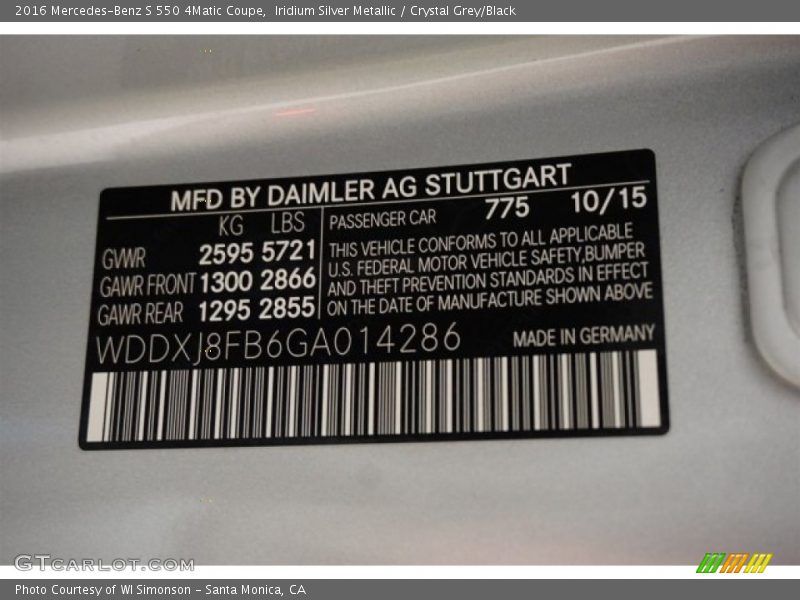 2016 Mercedes-Benz S 550 4Matic Coupe, Iridium Silver Metallic / Crystal Grey/Black
MFD BY DAIMLER AG STUTTGART
KG LBS
GVWR 2595 5721
GAWR FRONT 1300 2866
GAWR REAR 1295 2855
PASSENGER CAR 775 10/15
THIS VEHICLE CONFORMS TO ALL APPLICABLE
U.S. FEDERAL MOTOR VEHICLE SAFETY,BUMPER
AND THEFT PREVENTION STANDARDS IN EFFECT
ON THE DATE OF MANUFACTURE SHOWN ABOVE
WDDXJ8FB6GA014286 MADE IN GERMANY
GTCARLOT.COM
Photo Courtesy of WI Simonson - Santa Monica, CA